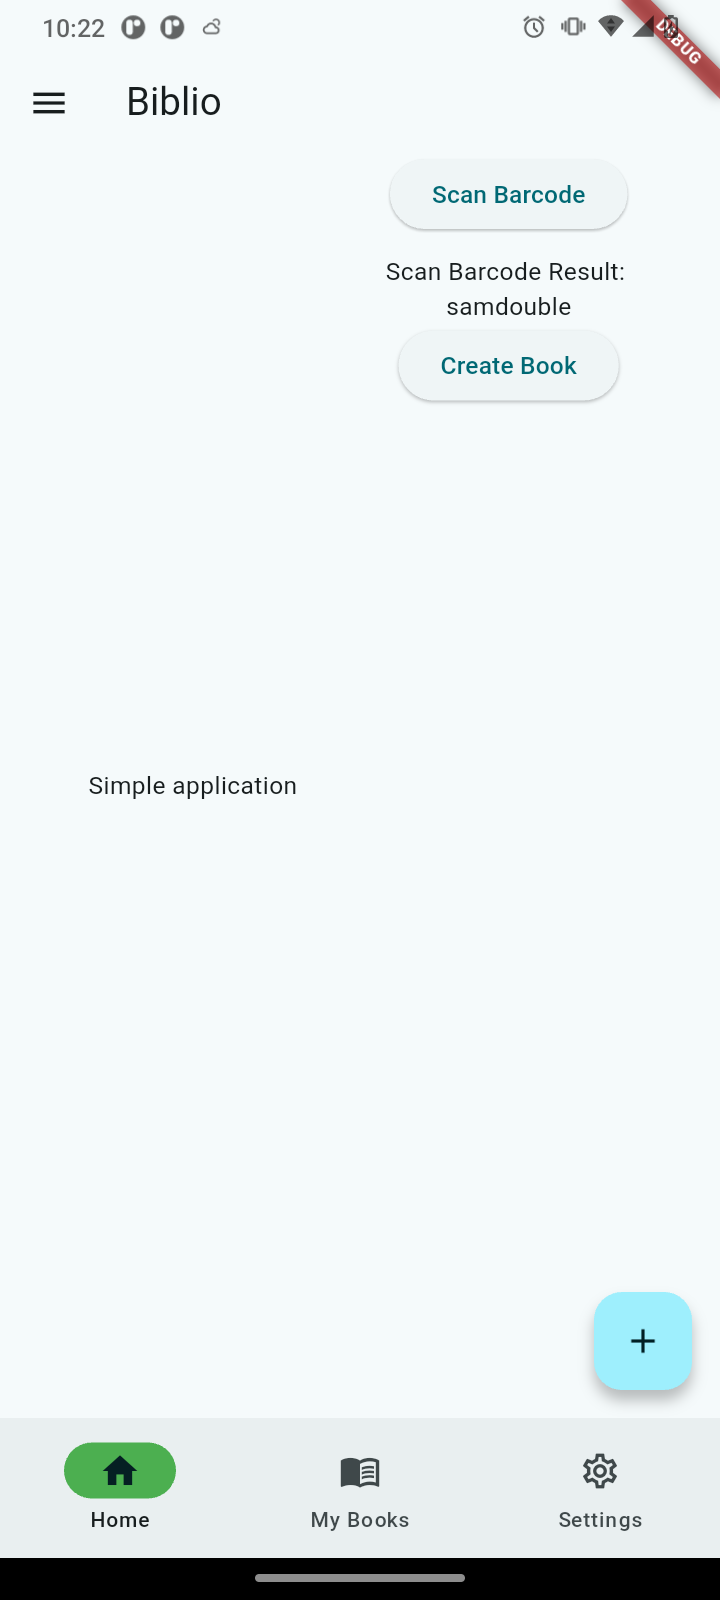 10:22
DEBUG
Biblio
Scan Barcode
Scan Barcode Result:
samdouble
Create Book
Simple application
Home
My Books
Settings